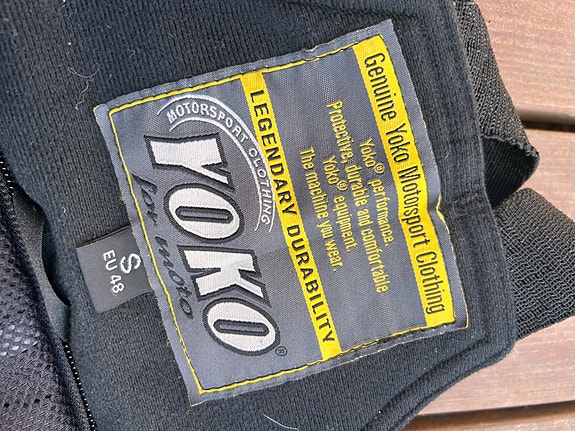 Genuine Yoko Motorsport Clothing
Yoko® performance.
Protective, durable and comfortable
Yoko® equipment.
The machine you wear.
LEGENDARY DURABILITY
MOTORSPORT CLOTHING
YOKO®
for moto
S
EU 48